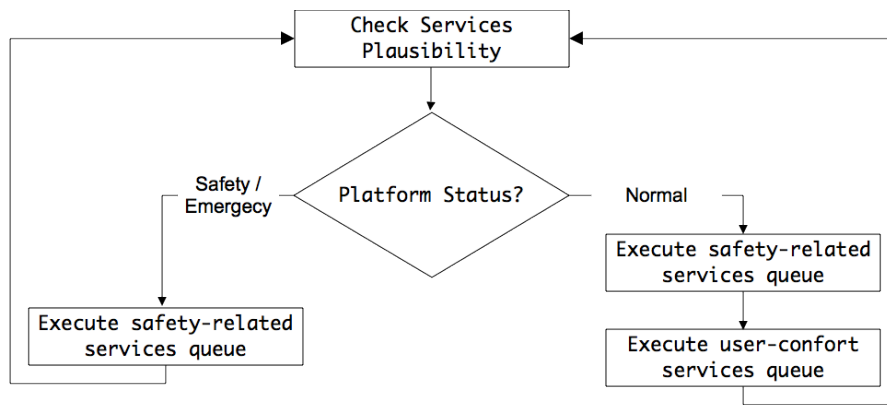 Check Services
Plausibility
Platform Status?
Safety /
Emergecy
Normal
Execute safety-related
services queue
Execute safety-related
services queue
Execute user-confort
services queue